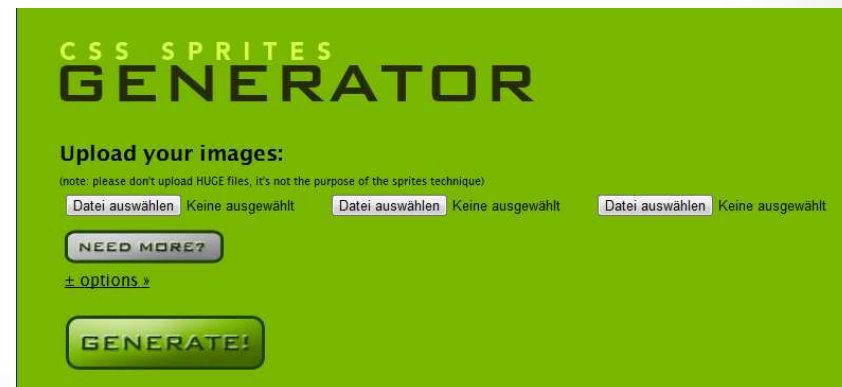 CSS SPRITES
GENERATOR
Upload your images:
(note: please don't upload HUGE files, it's not the purpose of the sprites technique)
Datei auswählen Keine ausgewählt Datei auswählen Keine ausgewählt Datei auswählen Keine ausgewählt
NEED MORE?
± options »
GENERATE!